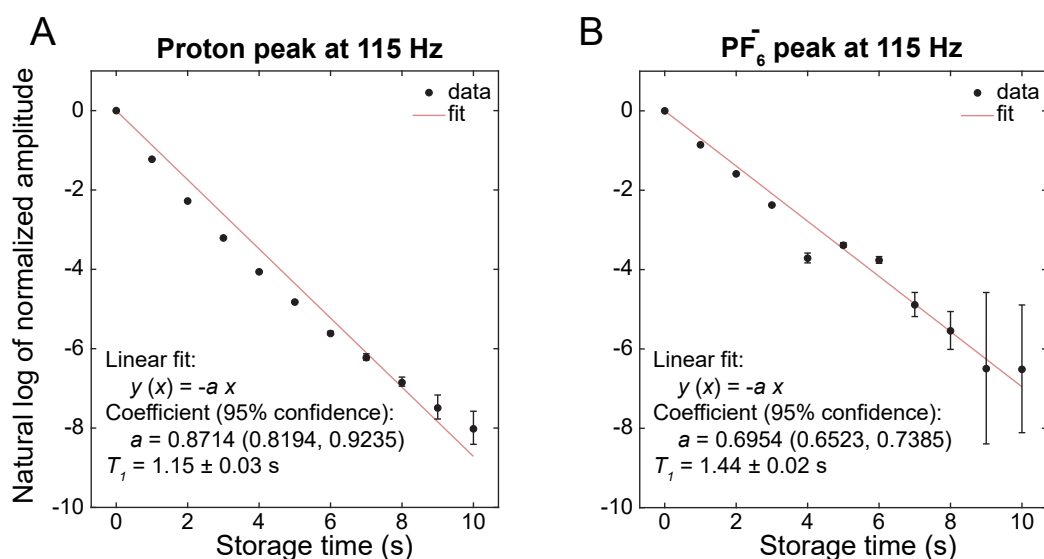 A
Proton peak at 115 Hz
Natural log of normalized amplitude
0
-2
-4
-6
-8
-10
data
fit
Linear fit:
y (x) = -a x
Coefficient (95% confidence):
a = 0.8714 (0.8194, 0.9235)
T₁ = 1.15 ± 0.03 s
0 2 4 6 8 10
Storage time (s)
B
PF₆⁻ peak at 115 Hz
0
-2
-4
-6
-8
-10
data
fit
Linear fit:
y (x) = -a x
Coefficient (95% confidence):
a = 0.6954 (0.6523, 0.7385)
T₁ = 1.44 ± 0.02 s
0 2 4 6 8 10
Storage time (s)